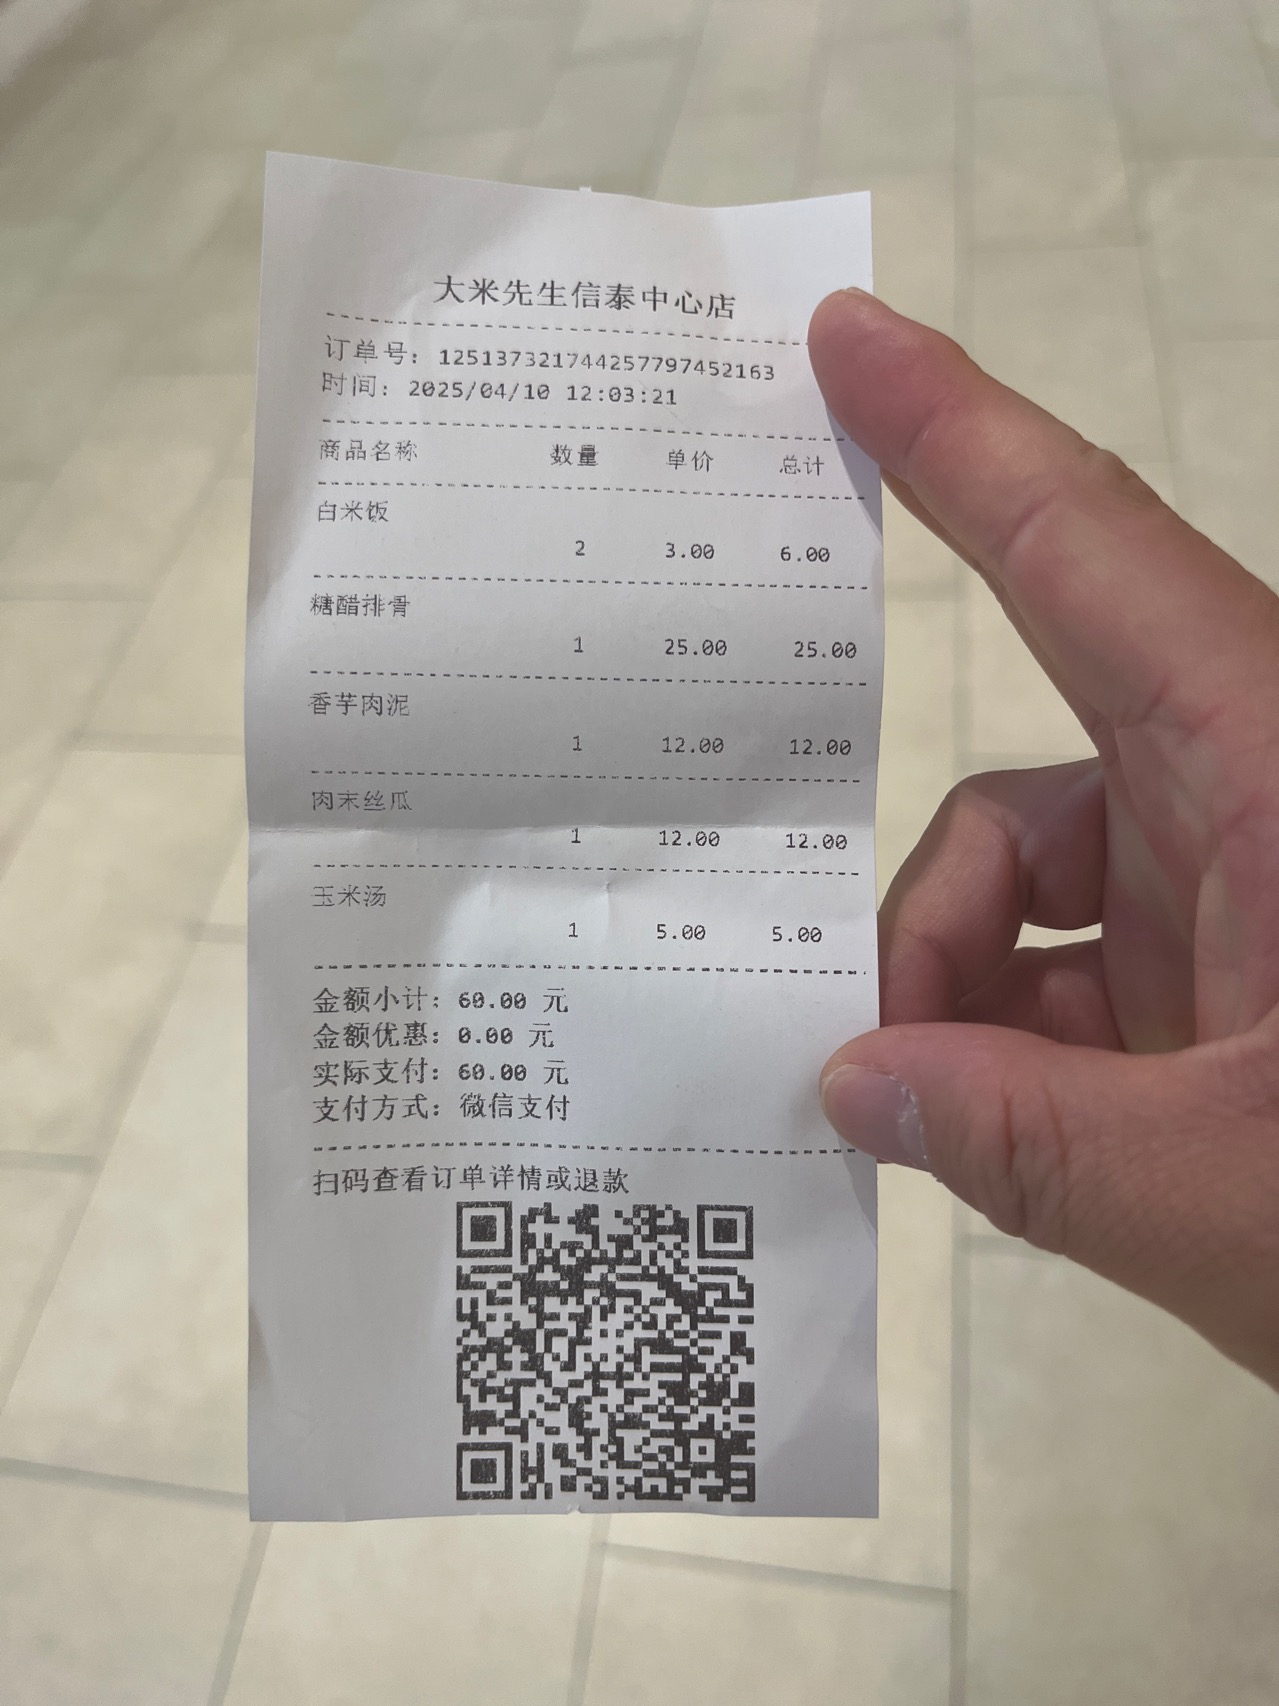 大米先生信泰中心店
订单号：1251373217442577974​52163
时间：2025/04/10 12:03:21
商品名称 数量 单价 总计
白米饭
2 3.00 6.00
糖醋排骨
1 25.00 25.00
香芋肉泥
1 12.00 12.00
肉末丝瓜
1 12.00 12.00
玉米汤
1 5.00 5.00
金额小计：60.00 元
金额优惠：0.00 元
实际支付：60.00 元
支付方式：微信支付
扫码查看订单详情或退款